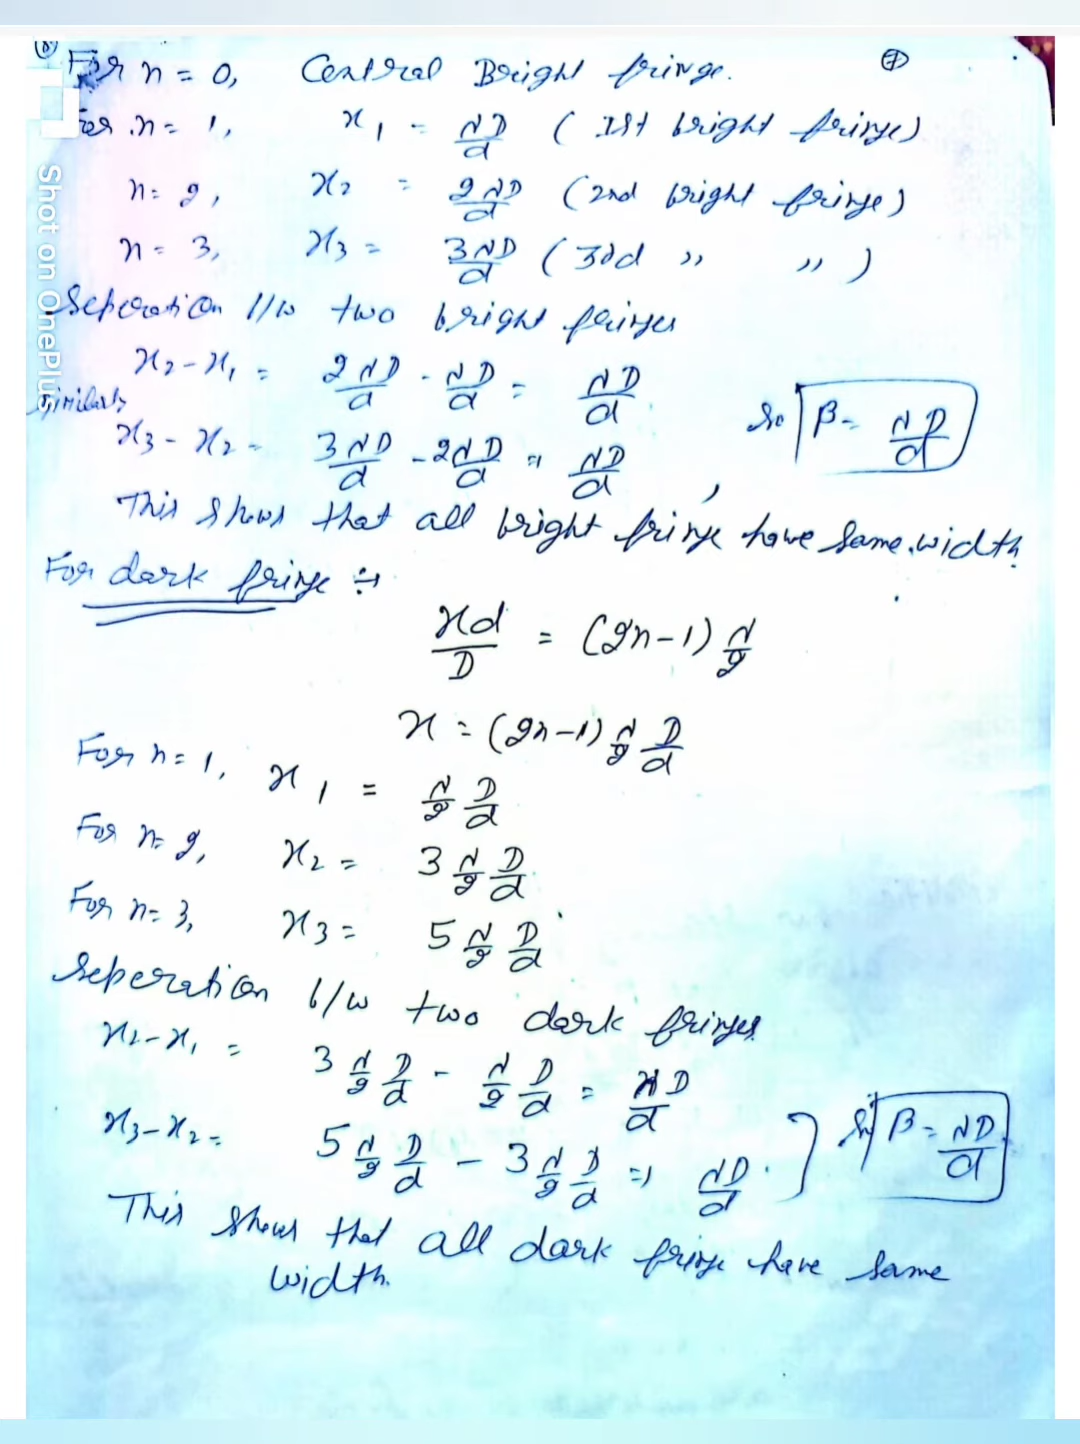 For n = 0, Central Bright fringe.
For n = 1, x₁ = λD/d (1st bright fringe)
n = 2, x₂ = 2λD/d (2nd bright fringe)
n = 3, x₃ = 3λD/d (3rd ,, ,, )
Seperation b/w two bright fringes
x₂ - x₁ = 2λD/d - λD/d = λD/d
Similarly
x₃ - x₂ = 3λD/d - 2λD/d = λD/d, So β = λD/d
This shows that all bright fringe have same width
For dark fringe ÷
xd/D = (2n-1) λ/2
x = (2n-1) λ/2 D/d
For n = 1, x₁ = λ/2 D/d
For n = 2, x₂ = 3 λ/2 D/d
For n = 3, x₃ = 5 λ/2 D/d
Seperation b/w two dark fringes
x₂ - x₁ = 3 λ/2 D/d - λ/2 D/d = λD/d
x₃ - x₂ = 5 λ/2 D/d - 3 λ/2 D/d => λD/d. } β = λD/d
This shows that all dark fringe have same
width.
Shot on OnePlus